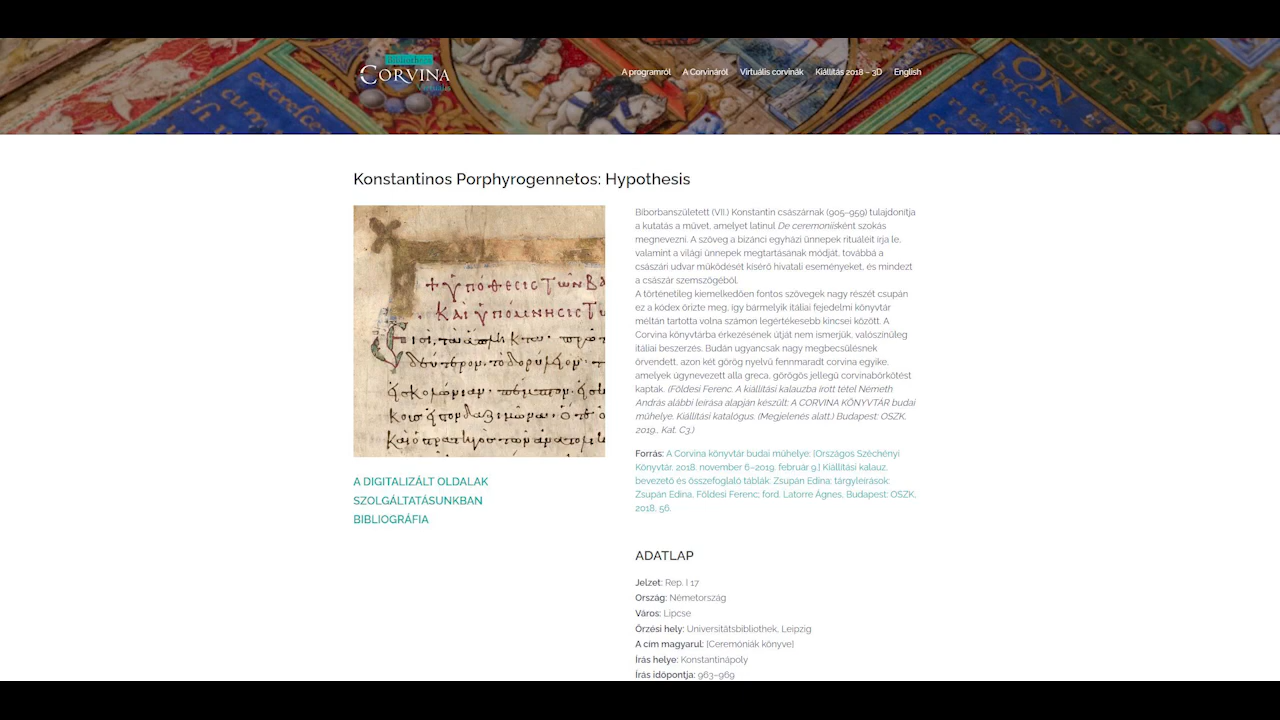 Bibliotheca
CORVINA
Virtualis
A programról A Corvináról Virtuális corvinák Kiállítás 2018 – 3D English
Konstantinos Porphyrogennetos: Hypothesis
+ ὑπόθεσις τῶν βα
καὶ ὑπόμνησις τ
Bíborbanszületett (VII.) Konstantin császárnak (905–959) tulajdonítja
a kutatás a művet, amelyet latinul De ceremoniisként szokás
megnevezni. A szöveg a bizánci egyházi ünnepek rituáléit írja le,
valamint a világi ünnepek megtartásának módját, továbbá a
császári udvar működését kísérő hivatali eseményeket, és mindezt
a császár szemszögéből.
A történetileg kiemelkedően fontos szövegek nagy részét csupán
ez a kódex őrizte meg, így bármelyik itáliai fejedelmi könyvtár
méltán tartotta volna számon legértékesebb kincsei között. A
Corvina könyvtárba érkezésének útját nem ismerjük, valószínűleg
itáliai beszerzés. Budán ugyancsak nagy megbecsülésnek
örvendett, azon két görög nyelvű fennmaradt corvina egyike,
amelyek úgynevezett alla greca, görögös jellegű corvinabőrkötést
kaptak. (Földesi Ferenc. A kiállítási kalauzba írott tétel Németh
András alábbi leírása alapján készült: A CORVINA KÖNYVTÁR budai
műhelye. Kiállítási katalógus. (Megjelenés alatt.) Budapest: OSZK,
2019., Kat. C3.)
Forrás: A Corvina könyvtár budai műhelye: [Országos Széchényi
Könyvtár, 2018. november 6–2019. február 9.] Kiállítási kalauz,
bevezető és összefoglaló táblák: Zsupán Edina; tárgyleírások:
Zsupán Edina, Földesi Ferenc; ford. Latorre Ágnes, Budapest: OSZK,
2018, 56.
A DIGITALIZÁLT OLDALAK
SZOLGÁLTATÁSUNKBAN
BIBLIOGRÁFIA
ADATLAP
Jelzet: Rep. I 17
Ország: Németország
Város: Lipcse
Őrzési hely: Universitätsbibliothek, Leipzig
A cím magyarul: [Ceremóniák könyve]
Írás helye: Konstantinápoly
Írás időpontja: 963–969